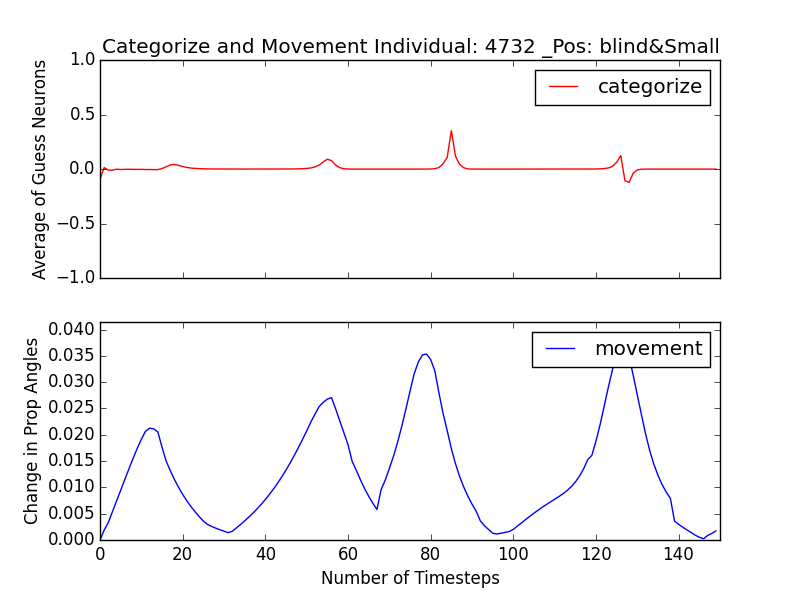 Categorize and Movement Individual: 4732 _Pos: blind&Small
Average of Guess Neurons
1.0
0.5
0.0
−0.5
−1.0
categorize
Change in Prop Angles
0.040
0.035
0.030
0.025
0.020
0.015
0.010
0.005
0.000
movement
0 20 40 60 80 100 120 140
Number of Timesteps